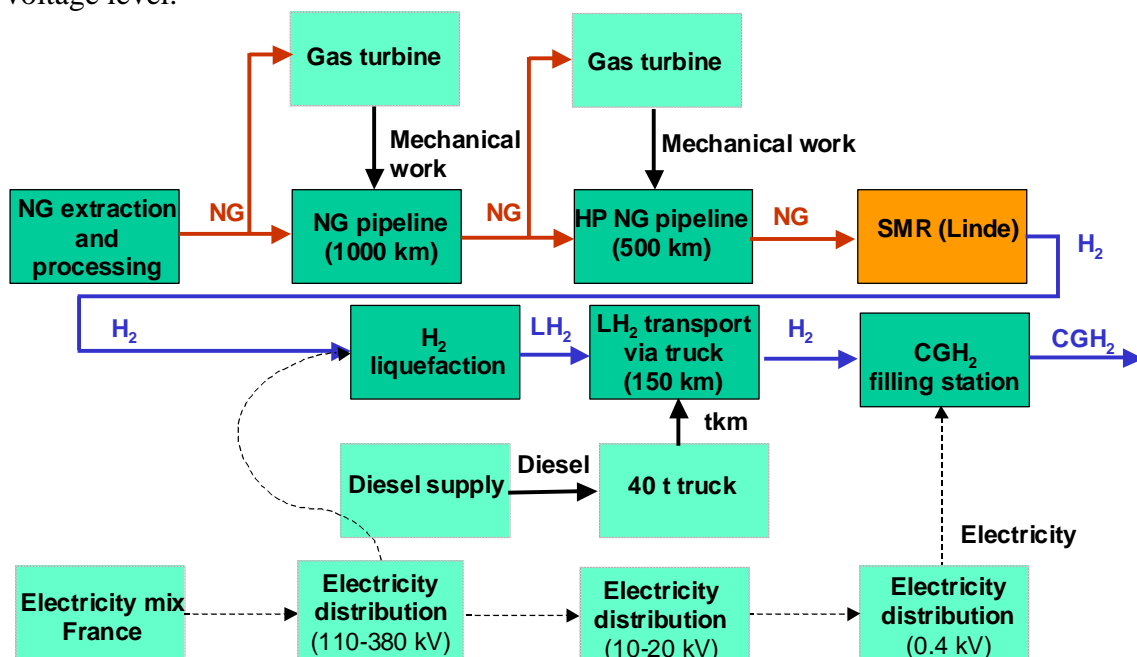 voltage level.
Gas turbine
Gas turbine
Mechanical
work
Mechanical work
NG extraction
and
processing
NG
NG pipeline
(1000 km)
NG
HP NG pipeline
(500 km)
NG
SMR (Linde)
H2
H2
H2
liquefaction
LH2
LH2 transport
via truck
(150 km)
H2
CGH2
filling station
CGH2
tkm
Diesel supply
Diesel
40 t truck
Electricity
Electricity mix
France
Electricity
distribution
(110-380 kV)
Electricity
distribution
(10-20 kV)
Electricity
distribution
(0.4 kV)